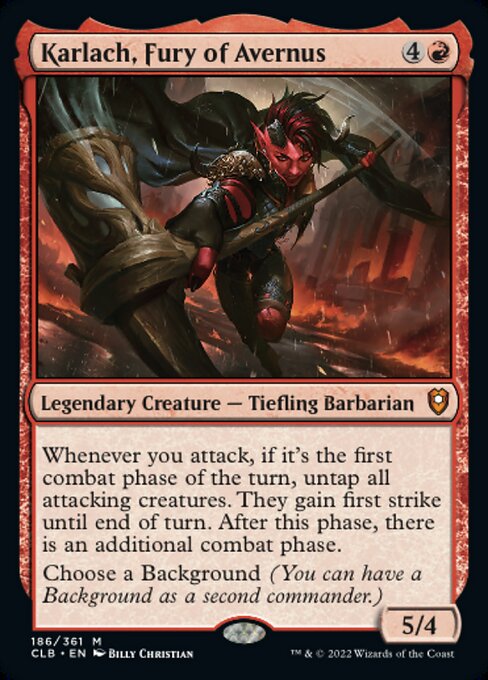 Karlach, Fury of Avernus 4
Legendary Creature — Tiefling Barbarian
Whenever you attack, if it's the first
combat phase of the turn, untap all
attacking creatures. They gain first strike
until end of turn. After this phase, there
is an additional combat phase.
Choose a Background (You can have a
Background as a second commander.)
5/4
186/361 M
CLB • EN BILLY CHRISTIAN
™ & © 2022 Wizards of the Coast